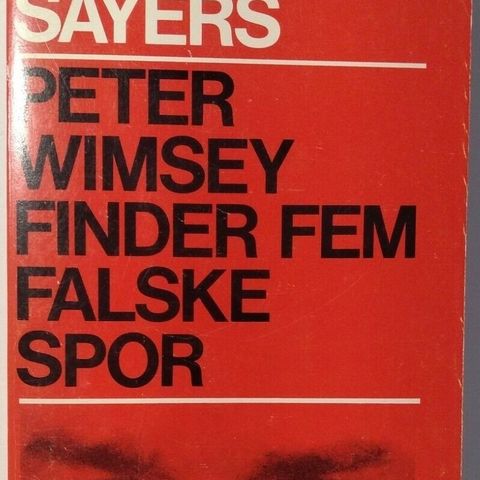 SAYERS
PETER
WIMSEY
FINDER FEM
FALSKE
SPOR